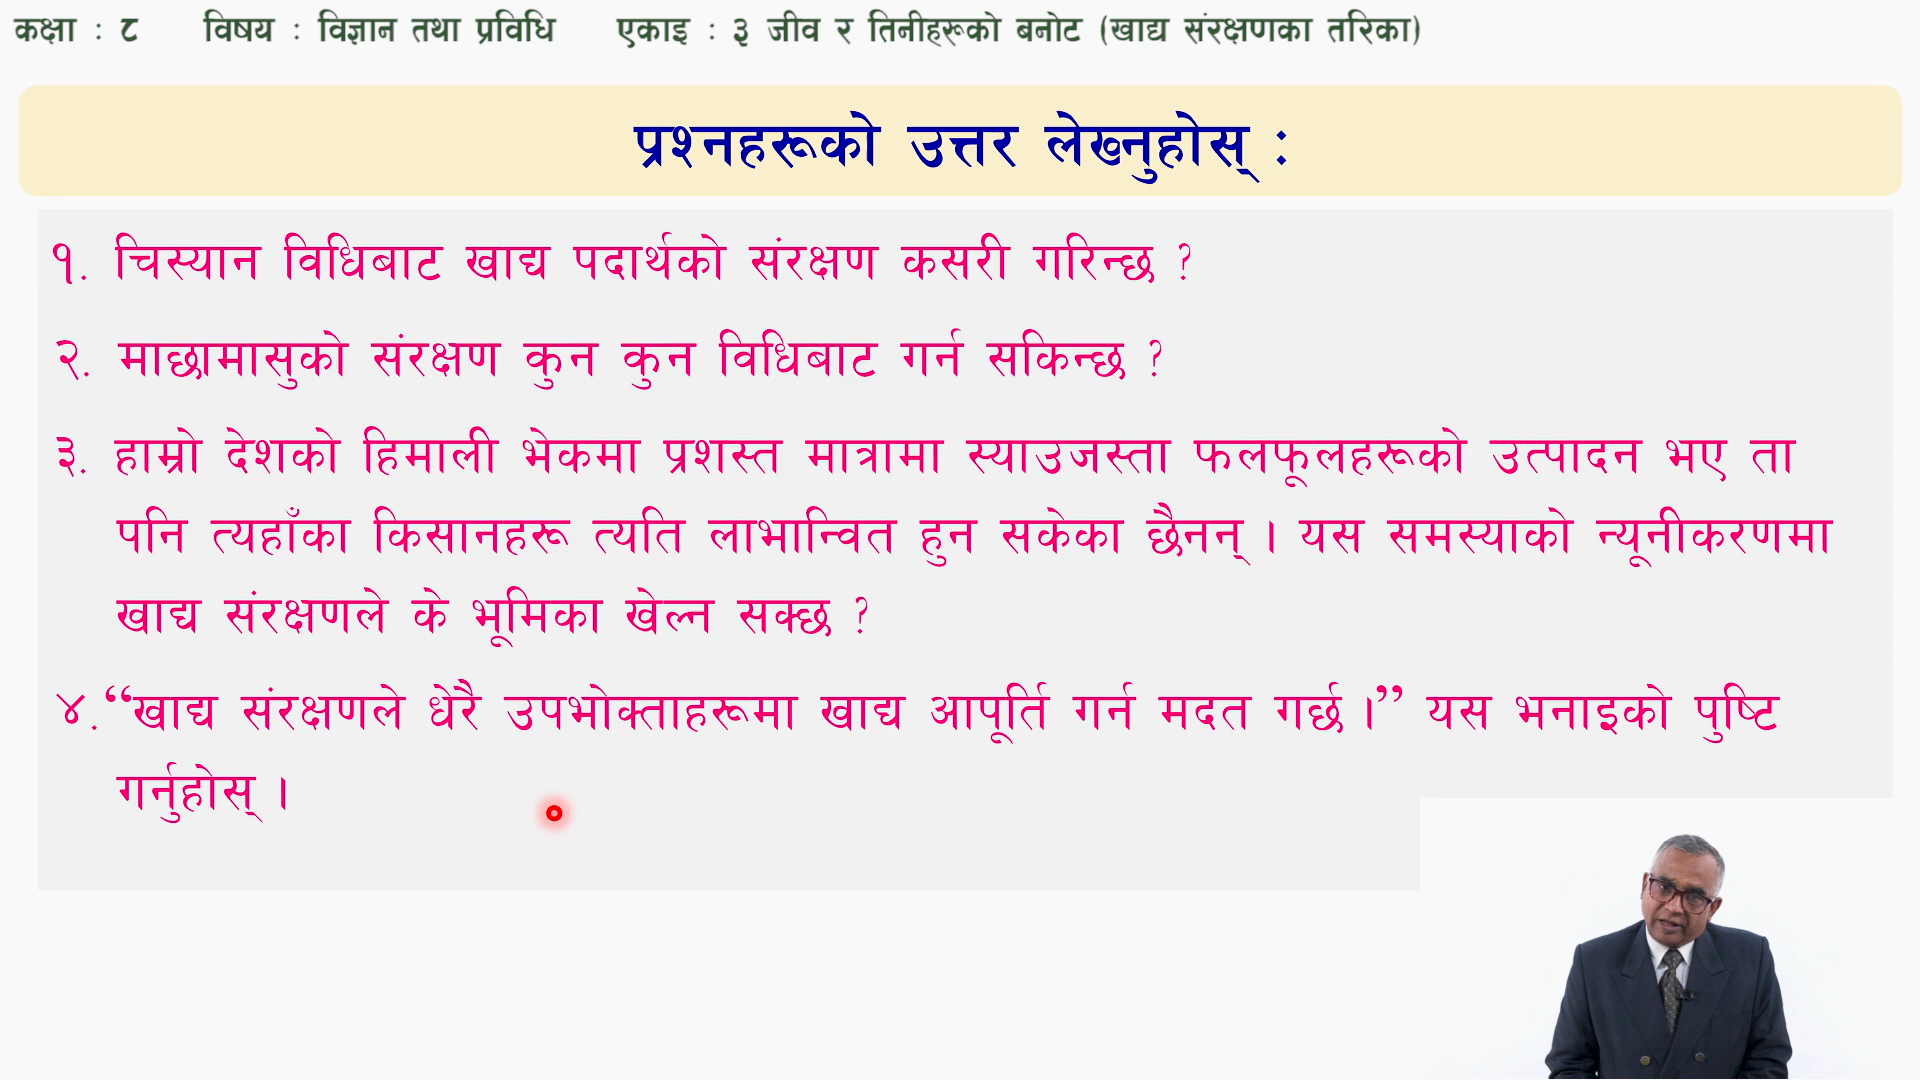 कक्षा : ८ विषय : विज्ञान तथा प्रविधि एकाइ : ३ जीव र तिनीहरूको बनोट (खाद्य संरक्षणका तरिका)
प्रश्नहरूको उत्तर लेख्नुहोस् :
१. चिस्यान विधिबाट खाद्य पदार्थको संरक्षण कसरी गरिन्छ ?
२. माछामासुको संरक्षण कुन कुन विधिबाट गर्न सकिन्छ ?
३. हाम्रो देशको हिमाली भेकमा प्रशस्त मात्रामा स्याउजस्ता फलफूलहरूको उत्पादन भए ता
पनि त्यहाँका किसानहरू त्यति लाभान्वित हुन सकेका छैनन् । यस समस्याको न्यूनीकरणमा
खाद्य संरक्षणले के भूमिका खेल्न सक्छ ?
४.“खाद्य संरक्षणले धेरै उपभोक्ताहरूमा खाद्य आपूर्ति गर्न मदत गर्छ ।” यस भनाइको पुष्टि
गर्नुहोस् ।